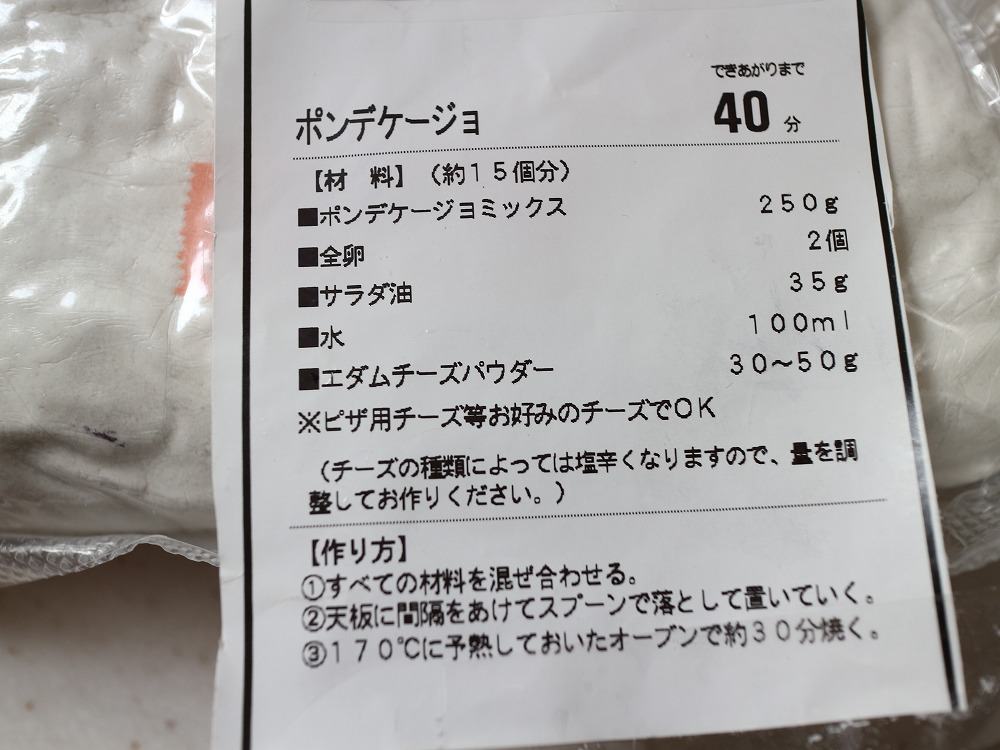 できあがりまで
ポンデケージョ 40分
【材　料】（約１５個分）
■ポンデケージョミックス ２５０ｇ
■全卵 ２個
■サラダ油 ３５ｇ
■水 １００ｍｌ
■エダムチーズパウダー ３０～５０ｇ
※ピザ用チーズ等お好みのチーズでＯＫ
（チーズの種類によっては塩辛くなりますので、量を調
整してお作りください。）
【作り方】
①すべての材料を混ぜ合わせる。
②天板に間隔をあけてスプーンで落として置いていく。
③１７０℃に予熱しておいたオーブンで約３０分焼く。